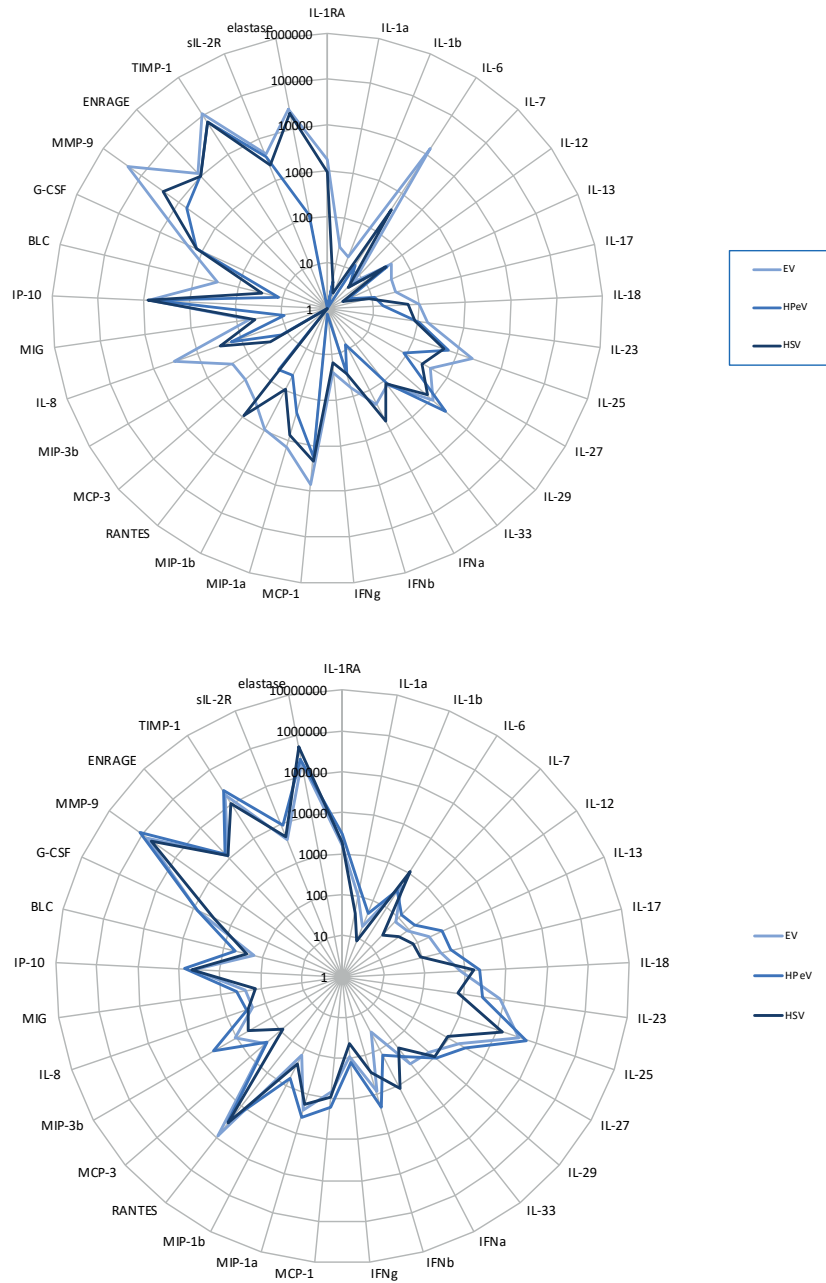 IL-1RA
elastase
IL-1a
sIL-2R
IL-1b
TIMP-1
IL-6
ENRAGE
IL-7
MMP-9
IL-12
G-CSF
IL-13
BLC
IL-17
IP-10
IL-18
MIG
IL-23
IL-8
IL-25
MIP-3b
IL-27
MCP-3
IL-29
RANTES
IL-33
MIP-1b
IFNa
MIP-1a
IFNb
MCP-1
IFNg
1000000
100000
10000
1000
100
10
1
EV
HPeV
HSV
IL-1RA
elastase
IL-1a
sIL-2R
IL-1b
TIMP-1
IL-6
ENRAGE
IL-7
MMP-9
IL-12
G-CSF
IL-13
BLC
IL-17
IP-10
IL-18
MIG
IL-23
IL-8
IL-25
MIP-3b
IL-27
MCP-3
IL-29
RANTES
IL-33
MIP-1b
IFNa
MIP-1a
IFNb
MCP-1
IFNg
10000000
1000000
100000
10000
1000
100
10
1
EV
HPeV
HSV